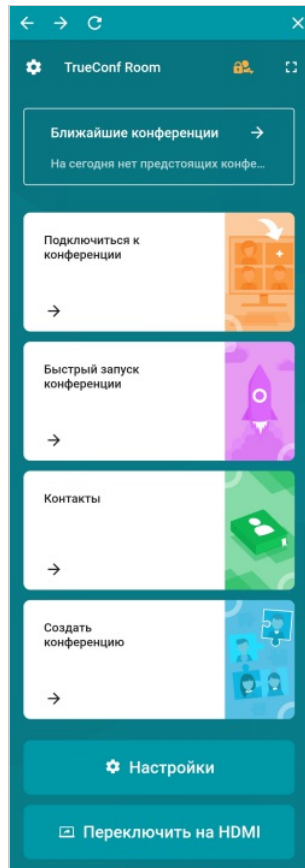 TrueConf Room
Ближайшие конференции
На сегодня нет предстоящих конфе...
Подключиться к
конференции
Быстрый запуск
конференции
Контакты
Создать
конференцию
Настройки
Переключить на HDMI